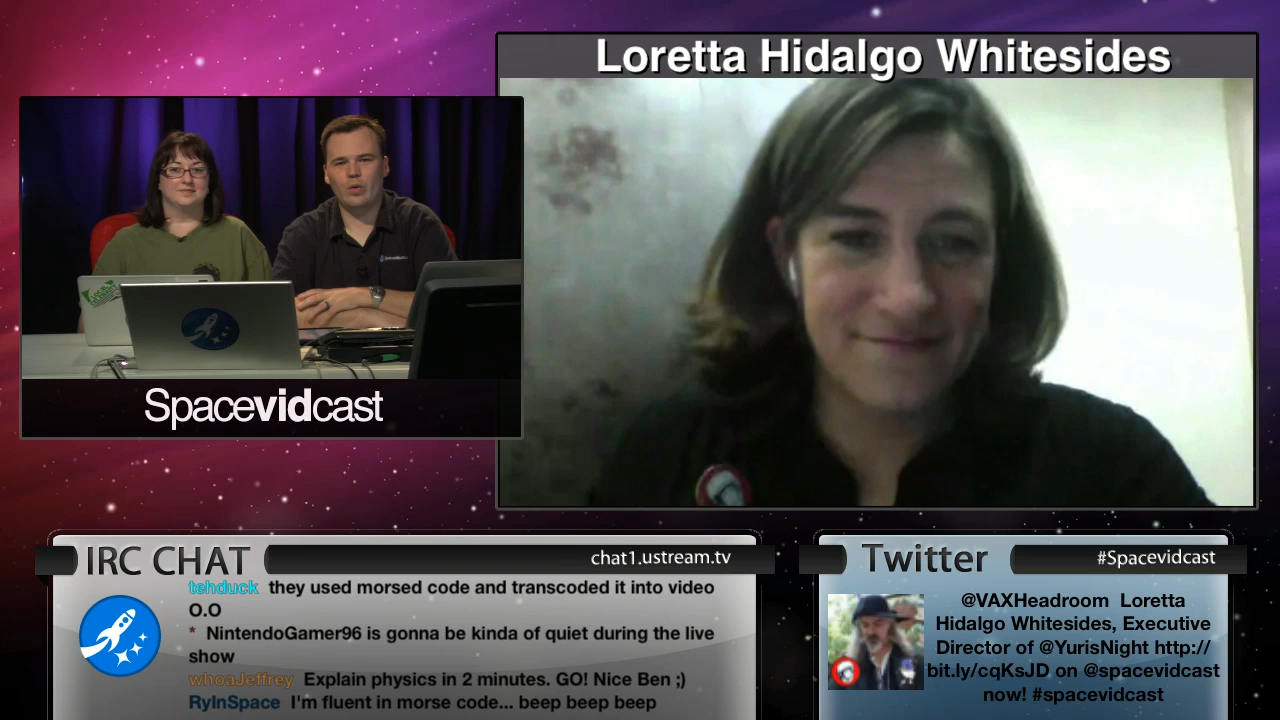 Loretta Hidalgo Whitesides
Spacevidcast
IRC CHAT
chat1.ustream.tv
tehduck they used morsed code and transcoded it into video
O.O
* NintendoGamer96 is gonna be kinda of quiet during the live
show
whoaJeffrey Explain physics in 2 minutes. GO! Nice Ben ;)
RyInSpace I'm fluent in morse code... beep beep beep
Twitter
#Spacevidcast
@VAXHeadroom Loretta
Hidalgo Whitesides, Executive
Director of @YurisNight http://
bit.ly/cqKsJD on @spacevidcast
now! #spacevidcast